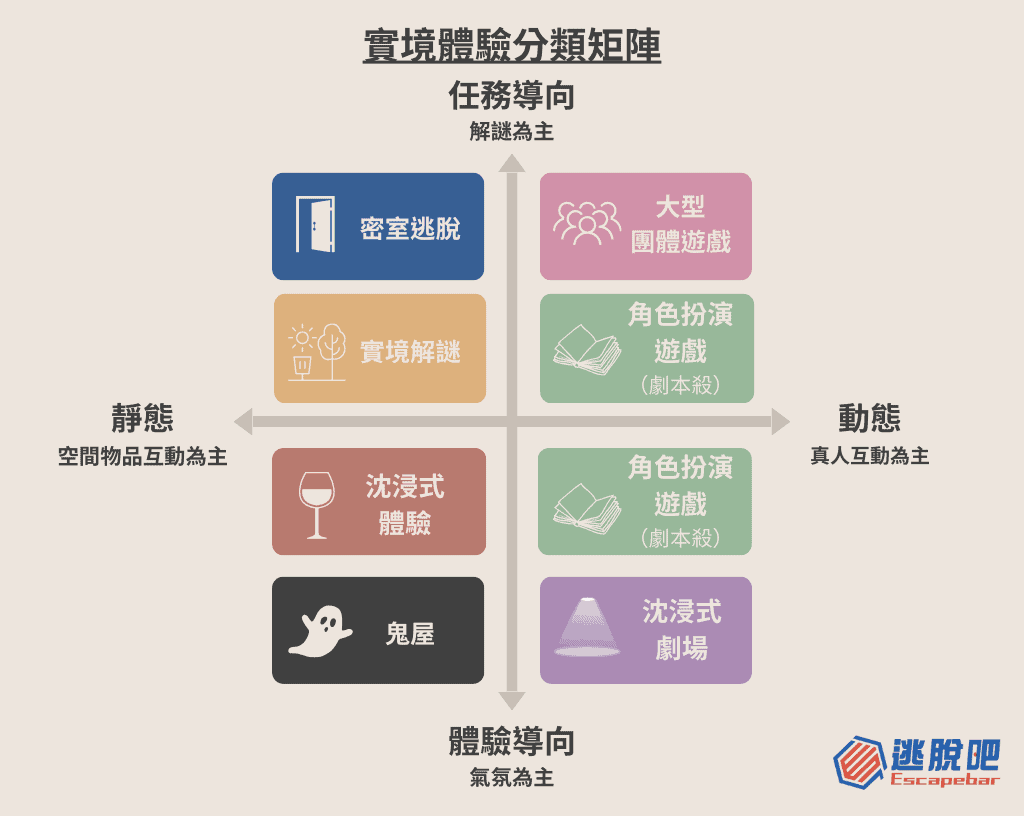 實境體驗分類矩陣
任務導向
解謎為主
密室逃脫
大型
團體遊戲
實境解謎
角色扮演
遊戲
（劇本殺）
靜態
空間物品互動為主
動態
真人互動為主
沈浸式
體驗
角色扮演
遊戲
（劇本殺）
鬼屋
沈浸式
劇場
體驗導向
氣氛為主
逃脫吧
Escapebar